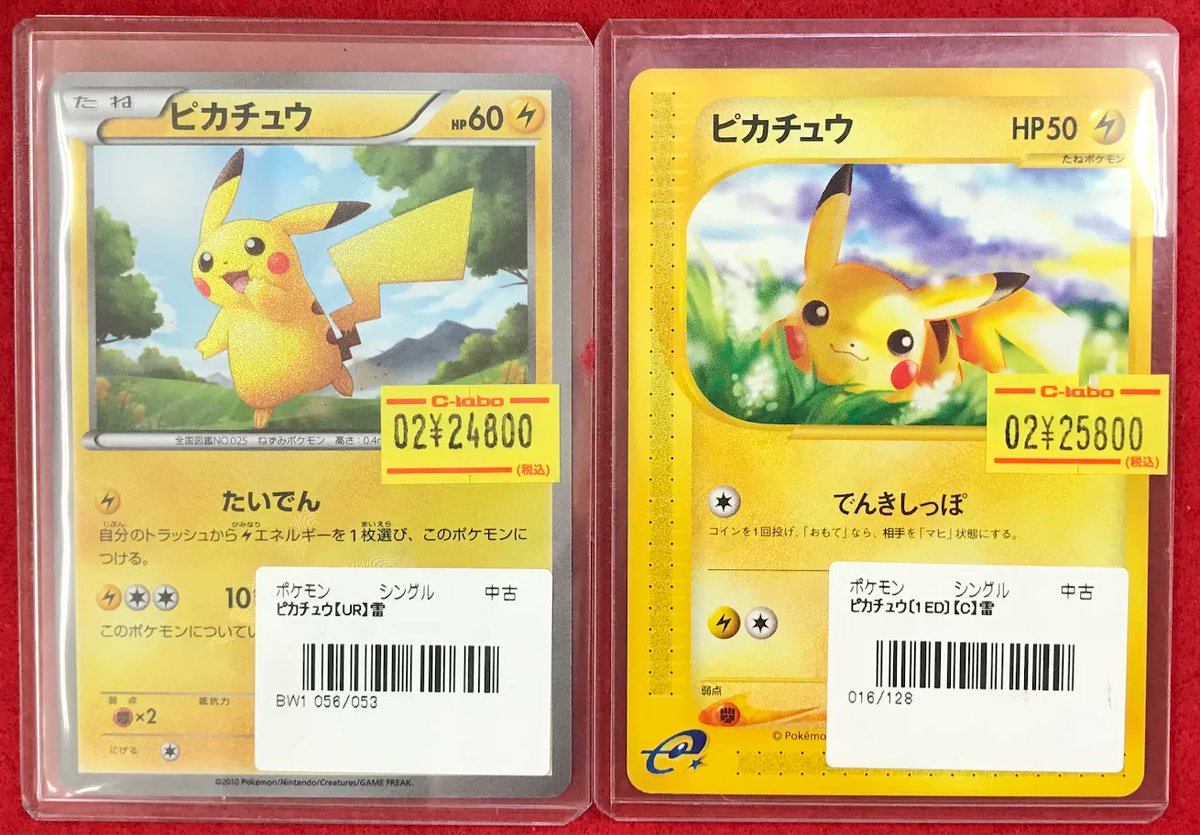 たね
ピカチュウ
HP60
C-labo
02¥24800
(税込)
全国図鑑NO.025 ねずみポケモン 高さ:0.4m
たいでん
自分のトラッシュからエネルギーを1枚選び、このポケモンに
つける。
10
このポケモンについてい
ポケモン シングル 中古
ピカチュウ【UR】雷
BW1 056/053
弱点 抵抗力
×2
にげる
©2010 Pokémon/Nintendo/Creatures/GAME FREAK.
ピカチュウ
HP50
たねポケモン
C-labo
02¥25800
(税込)
でんきしっぽ
コインを1回投げ、「おもて」なら、相手を「マヒ」状態にする。
ポケモン シングル 中古
ピカチュウ〔1ED〕【C】雷
016/128
弱点
© Pokémo
e